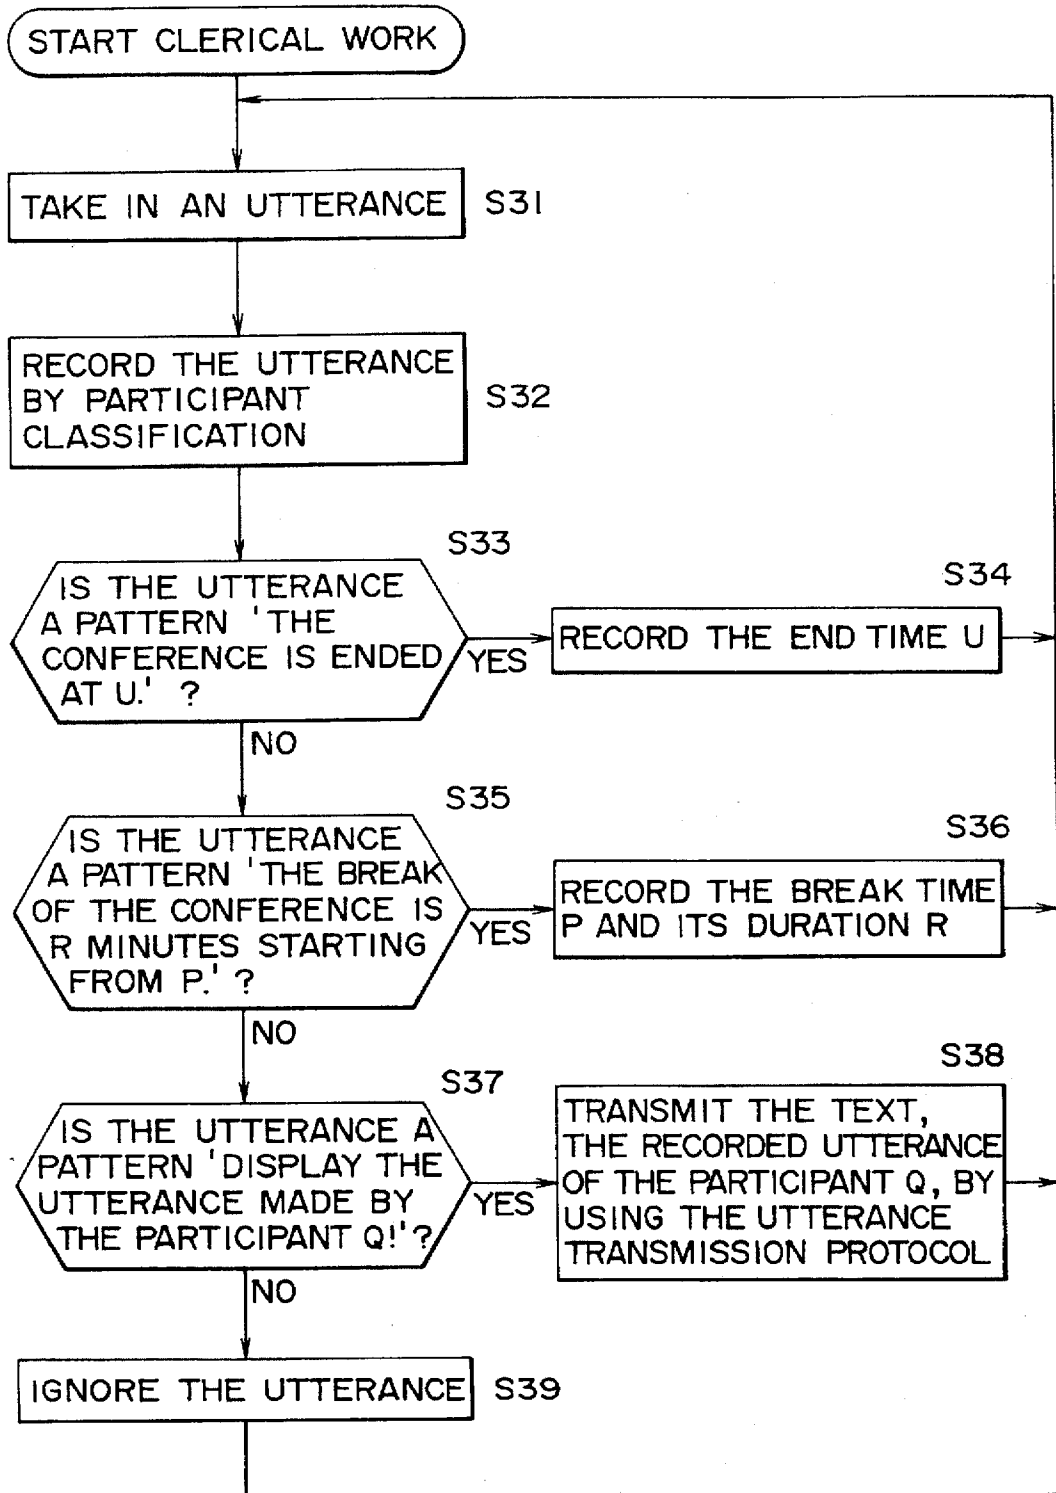 START CLERICAL WORK
TAKE IN AN UTTERANCE
S31
RECORD THE UTTERANCE
BY PARTICIPANT
CLASSIFICATION
S32
S33
IS THE UTTERANCE
A PATTERN 'THE
CONFERENCE IS ENDED
AT U.' ?
YES
NO
S34
RECORD THE END TIME U
S35
IS THE UTTERANCE
A PATTERN 'THE BREAK
OF THE CONFERENCE IS
R MINUTES STARTING
FROM P.' ?
YES
NO
S36
RECORD THE BREAK TIME
P AND ITS DURATION R
S37
IS THE UTTERANCE A
PATTERN 'DISPLAY THE
UTTERANCE MADE BY
THE PARTICIPANT Q!' ?
YES
NO
S38
TRANSMIT THE TEXT,
THE RECORDED UTTERANCE
OF THE PARTICIPANT Q, BY
USING THE UTTERANCE
TRANSMISSION PROTOCOL
IGNORE THE UTTERANCE
S39